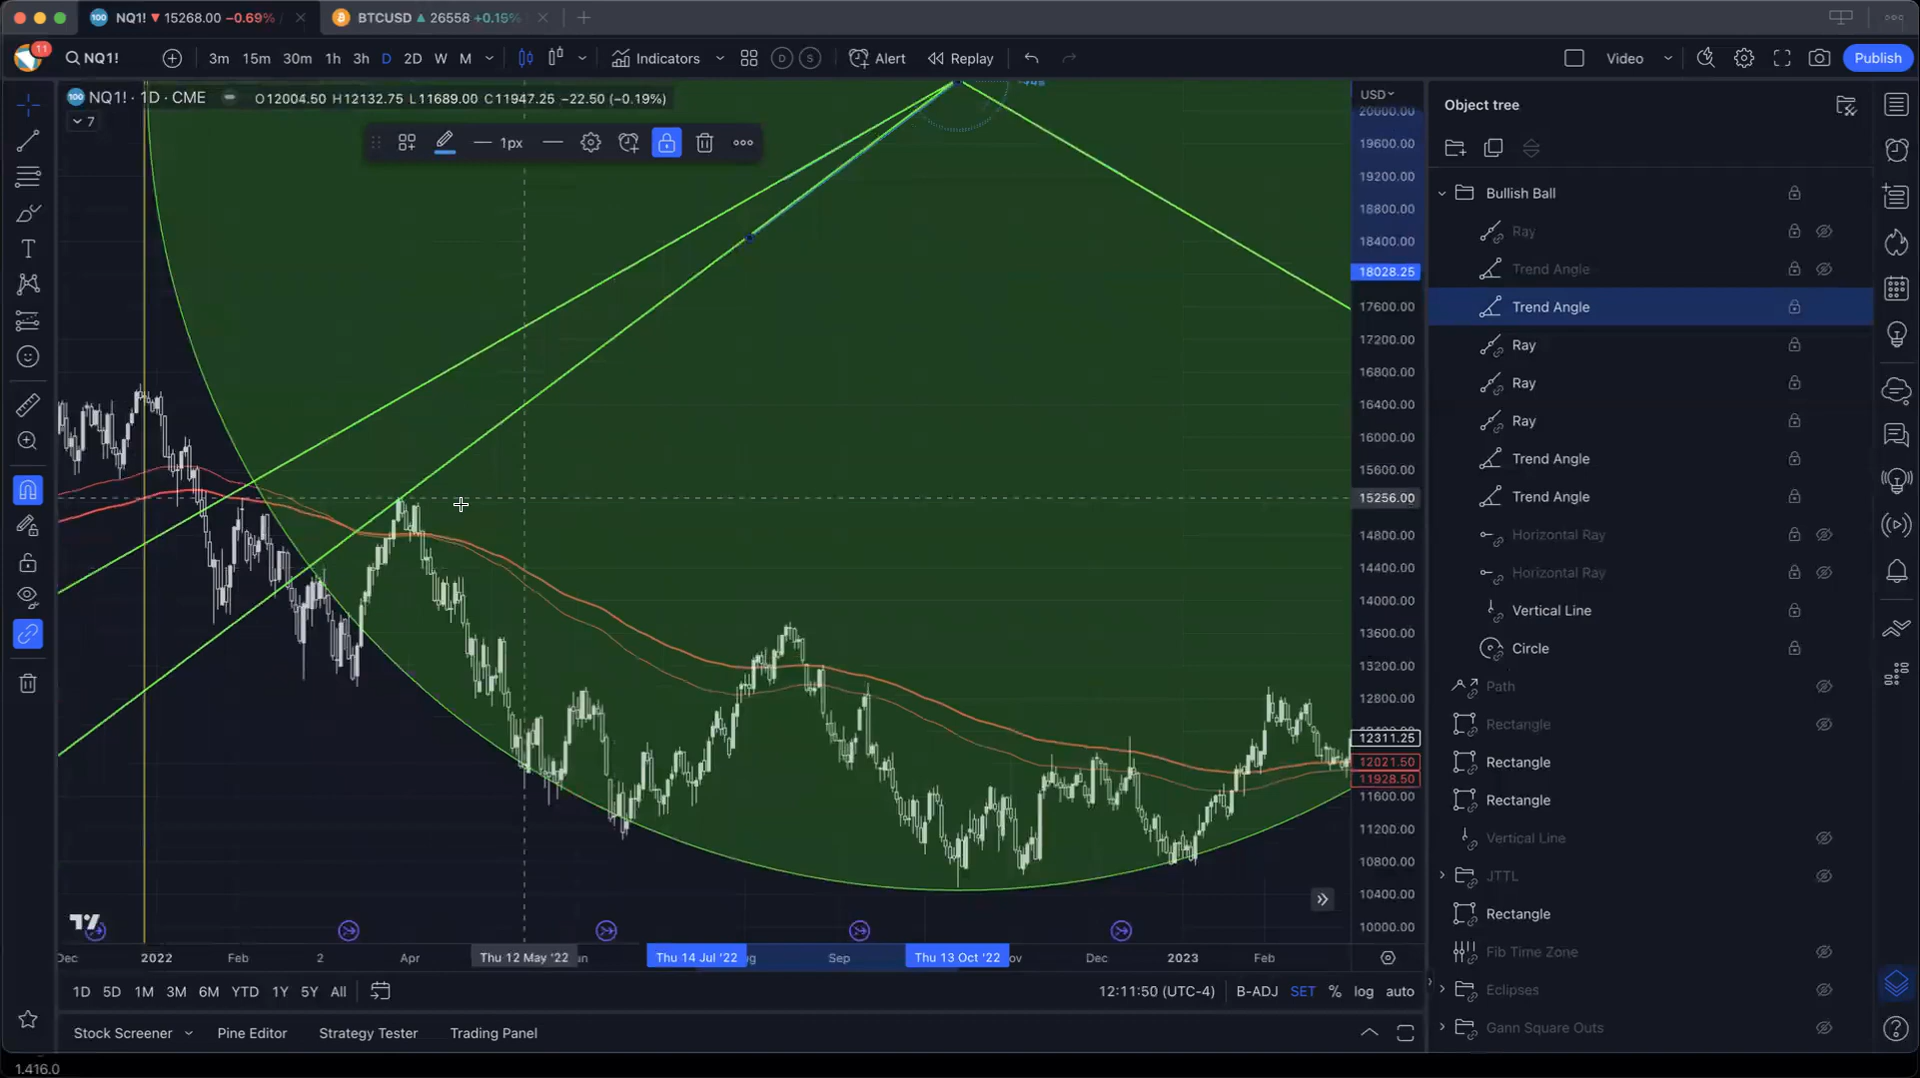 NQ1! ▼ 15268.00 −0.69% /
BTCUSD ▲ 26558 +0.15%
11
NQ1!
3m 15m 30m 1h 3h D 2D W M
Indicators
D S
Alert
Replay
Video
Publish
100 NQ1! · 1D · CME
O12004.50 H12132.75 L11689.00 C11947.25 −22.50 (−0.19%)
7
1px
USD
20000.00
19600.00
19200.00
18800.00
18400.00
18028.25
17600.00
17200.00
16800.00
16400.00
16000.00
15600.00
15256.00
14800.00
14400.00
14000.00
13600.00
13200.00
12800.00
12311.25
12021.50
11928.50
11600.00
11200.00
10800.00
10400.00
10000.00
Dec 2022 Feb 2 Apr Thu 12 May '22 un Thu 14 Jul '22 ug Sep Thu 13 Oct '22 ov Dec 2023 Feb
1D 5D 1M 3M 6M YTD 1Y 5Y All
12:11:50 (UTC-4) B-ADJ SET % log auto
Stock Screener Pine Editor Strategy Tester Trading Panel
1.416.0
Object tree
Bullish Ball
Ray
Trend Angle
Trend Angle
Ray
Ray
Ray
Trend Angle
Trend Angle
Horizontal Ray
Horizontal Ray
Vertical Line
Circle
Path
Rectangle
Rectangle
Rectangle
Vertical Line
JTTL
Rectangle
Fib Time Zone
Eclipses
Gann Square Outs